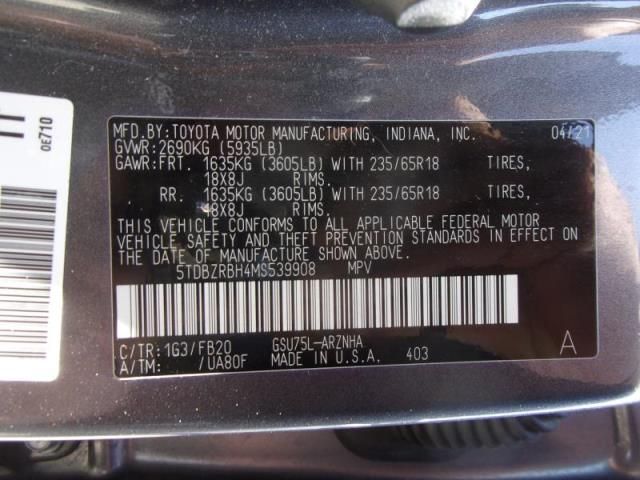 MFD.BY:TOYOTA MOTOR MANUFACTURING, INDIANA, INC. 04/21
GVWR:2690KG (5935LB)
GAWR:FRT. 1635KG (3605LB) WITH 235/65R18 TIRES,
18X8J RIMS.
RR. 1635KG (3605LB) WITH 235/65R18 TIRES,
18X8J RIMS.
THIS VEHICLE CONFORMS TO ALL APPLICABLE FEDERAL MOTOR
VEHICLE SAFETY AND THEFT PREVENTION STANDARDS IN EFFECT ON
THE DATE OF MANUFACTURE SHOWN ABOVE.
5TDBZRBH4MS539908 MPV
C/TR:1G3/FB20 GSU75L-ARZNHA A
A/TM: /UA80F MADE IN U.S.A. 403
0E710